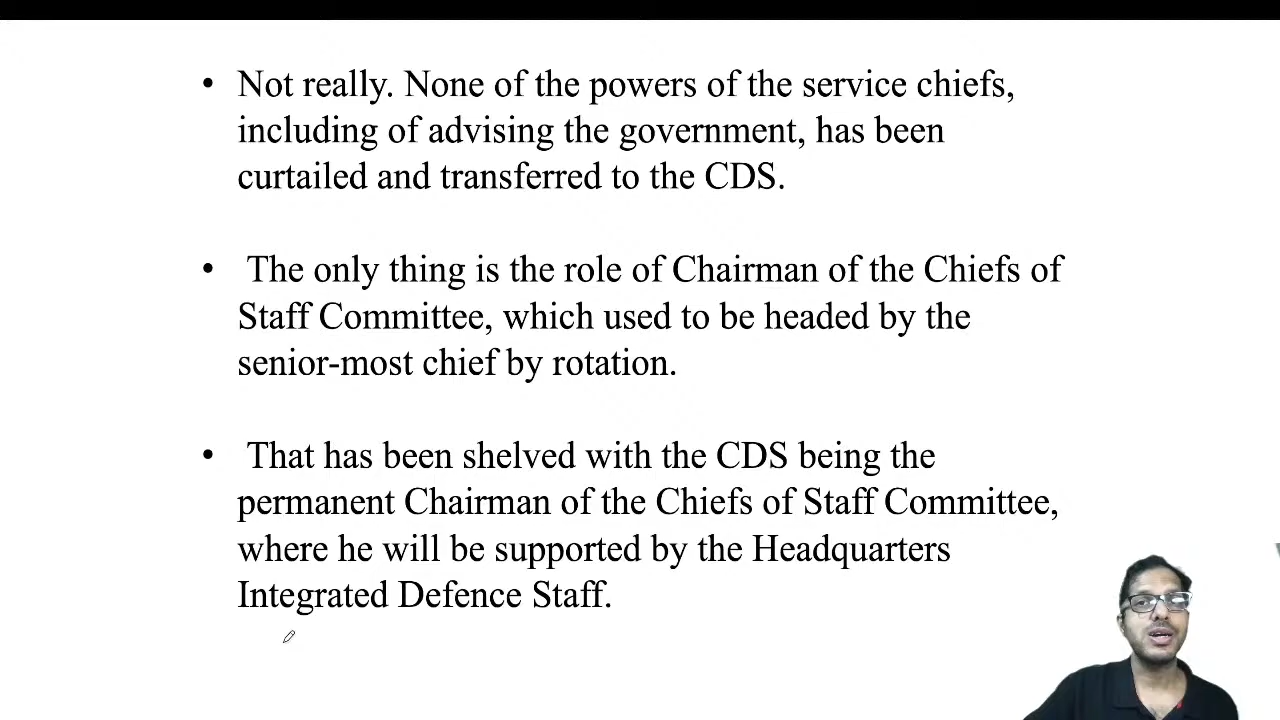 • Not really. None of the powers of the service chiefs,
including of advising the government, has been
curtailed and transferred to the CDS.
• The only thing is the role of Chairman of the Chiefs of
Staff Committee, which used to be headed by the
senior-most chief by rotation.
• That has been shelved with the CDS being the
permanent Chairman of the Chiefs of Staff Committee,
where he will be supported by the Headquarters
Integrated Defence Staff.